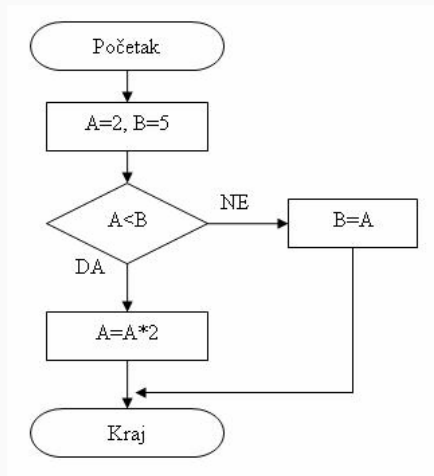 Početak
A=2, B=5
A<B
NE
B=A
DA
A=A*2
Kraj